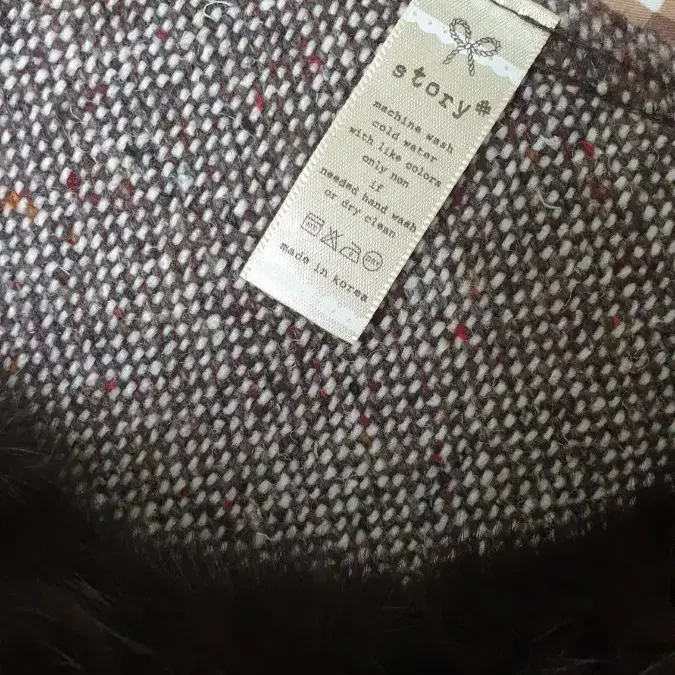 story*
machine wash
cold water
with like colors
only non
if
needed hand wash
or dry clean
made in korea